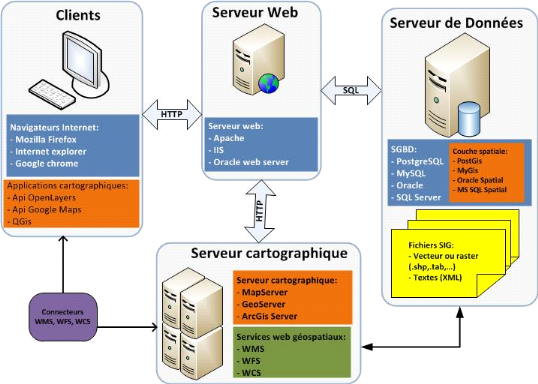 Clients
Navigateurs Internet:
- Mozilla Firefox
- Internet explorer
- Google chrome
Applications cartographiques:
- Api OpenLayers
- Api Google Maps
- QGis
HTTP
Serveur Web
Serveur web:
- Apache
- IIS
- Oracle web server
SQL
Serveur de Données
SGBD:
- PostgreSQL
- MySQL
- Oracle
- SQL Server
Couche spatiale:
- PostGis
- MyGis
- Oracle Spatial
- MS SQL Spatial
Fichiers SIG:
- Vecteur ou raster
(.shp,.tab,...)
- Textes (XML)
HTTP
Serveur cartographique
Serveur cartographique:
- MapServer
- GeoServer
- ArcGis Server
Services web géospatiaux:
- WMS
- WFS
- WCS
Connecteurs
WMS, WFS, WCS